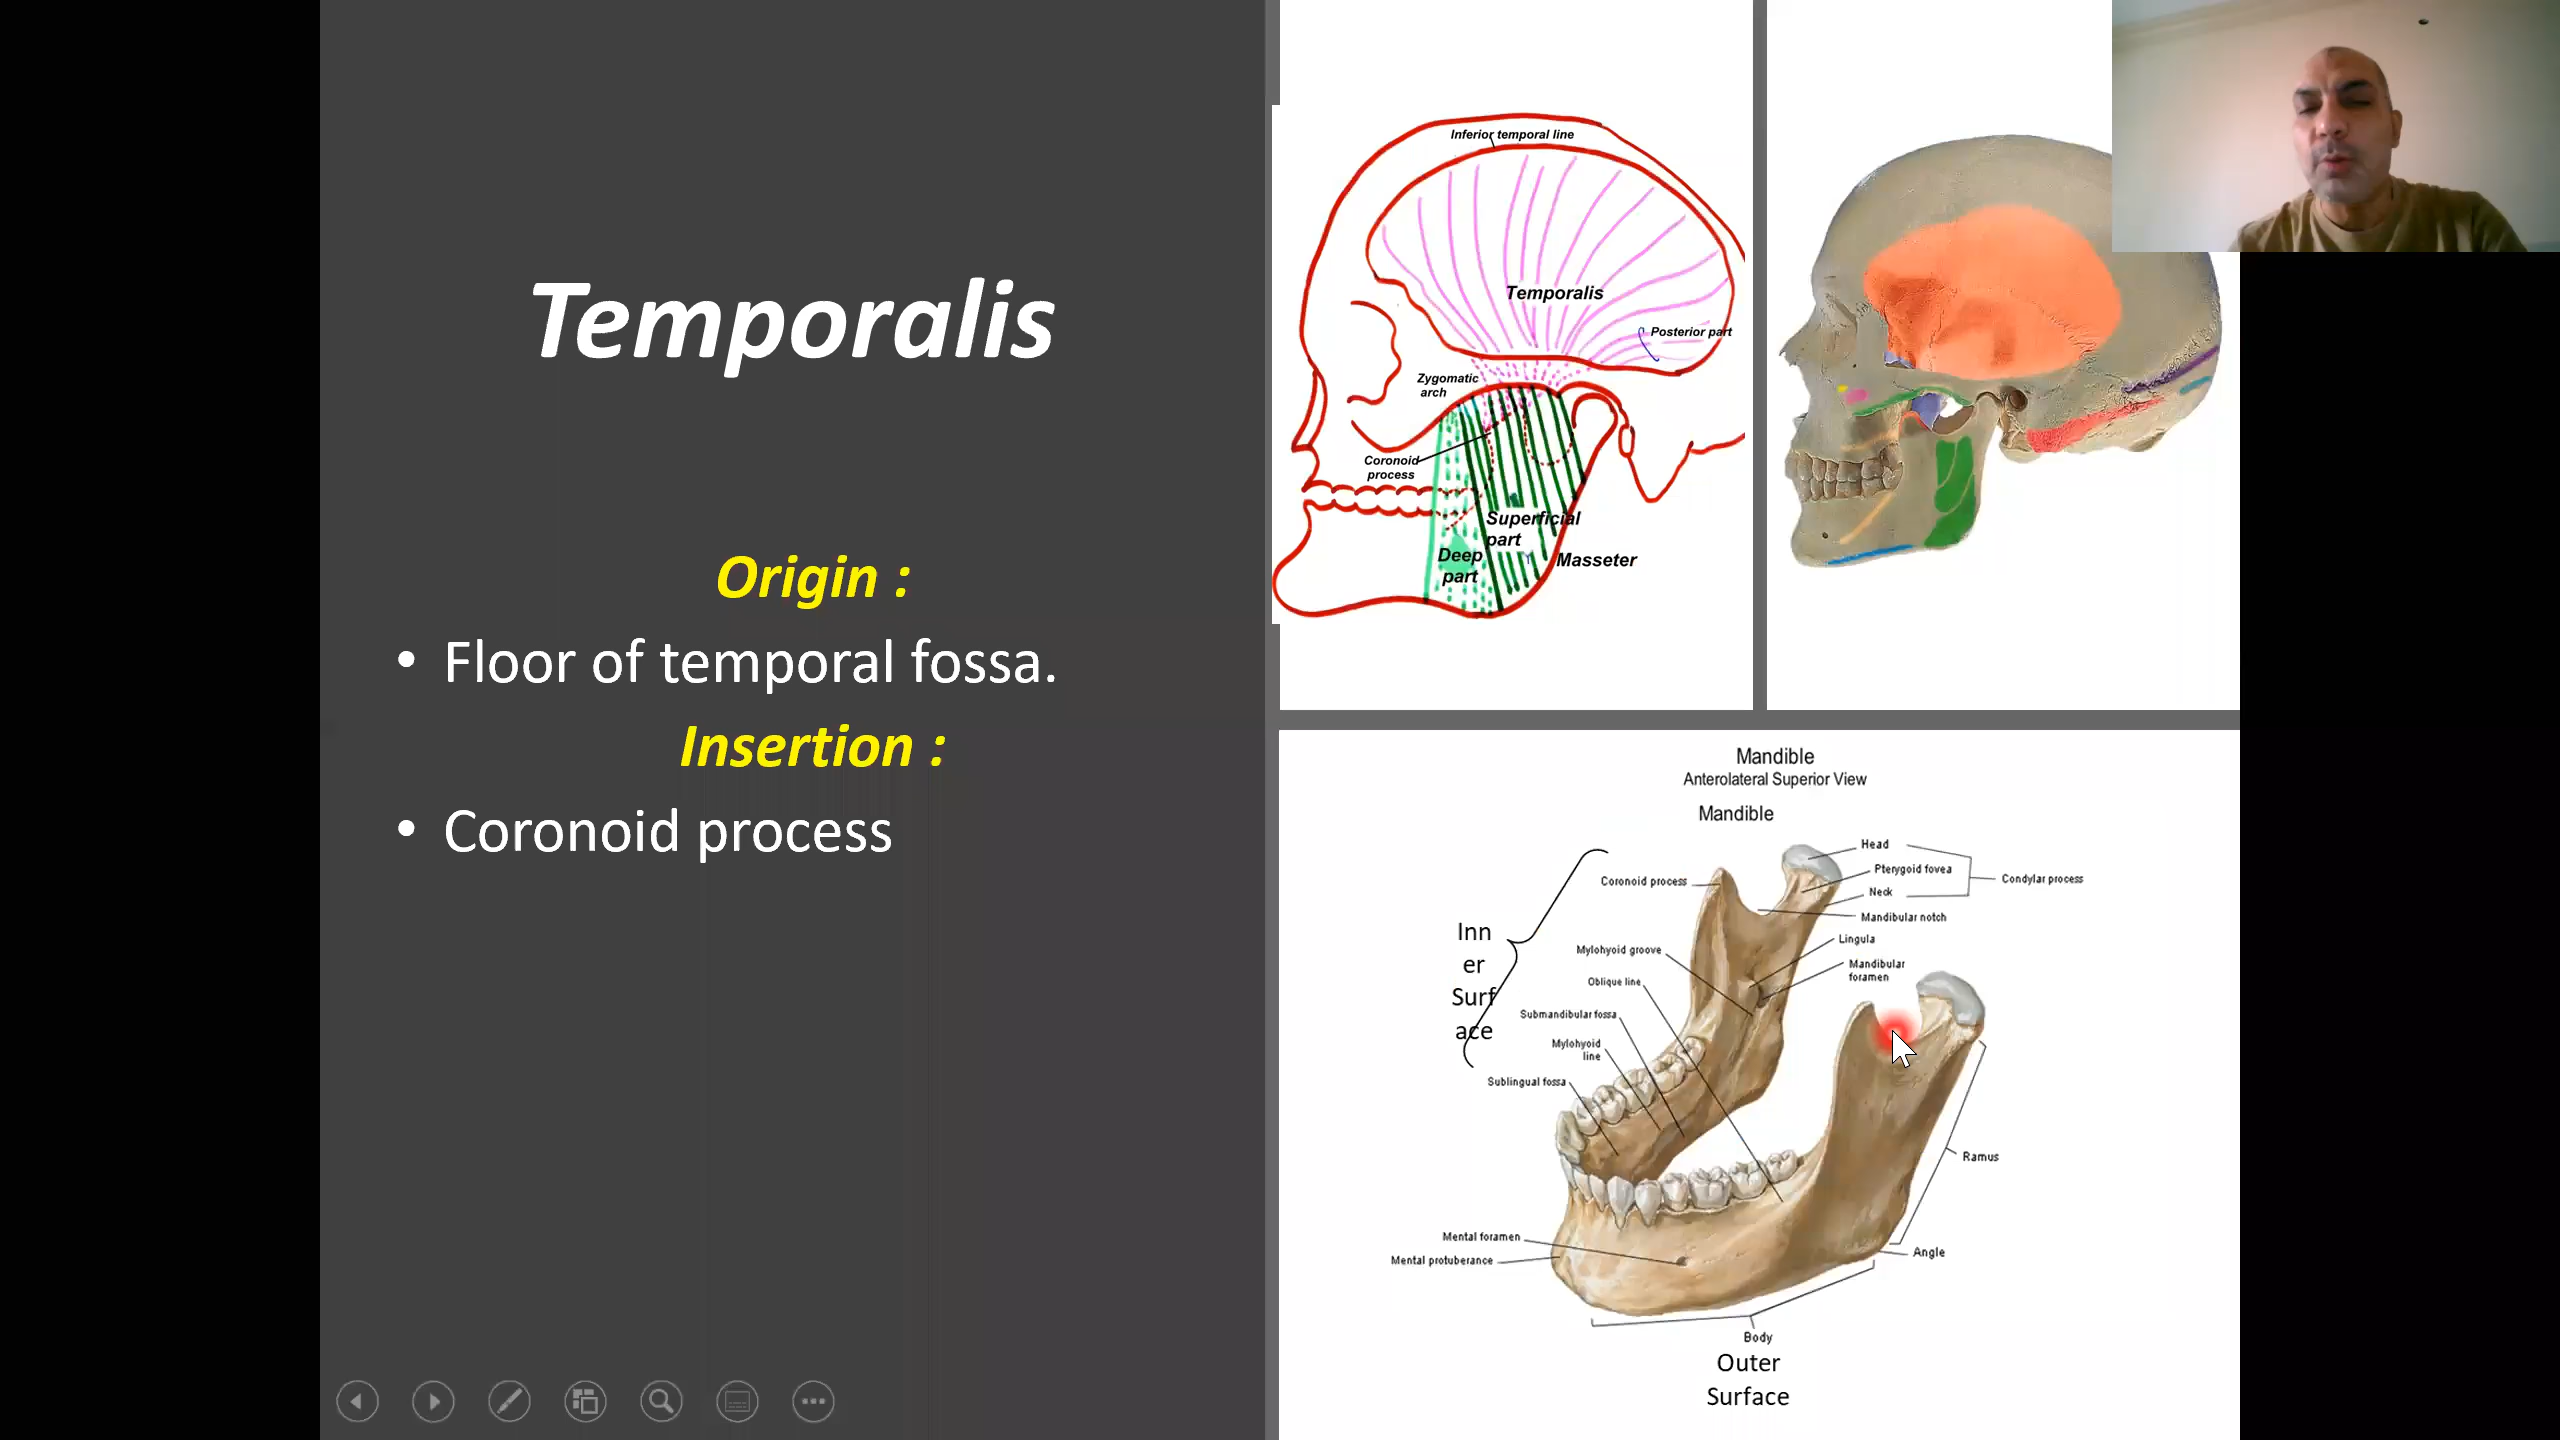 Temporalis
Origin :
• Floor of temporal fossa.
Insertion :
• Coronoid process
Inferior temporal line
Temporalis
Posterior part
Zygomatic
arch
Coronoid
process
Superficial
part
Deep
part
Masseter
Mandible
Anterolateral Superior View
Mandible
Head
Coronoid process
Pterygoid fovea
Condylar process
Neck
Mandibular notch
Inn
er
Surf
ace
Lingula
Mylohyoid groove
Mandibular
foramen
Oblique line
Submandibular fossa
Mylohyoid
line
Sublingual fossa
Ramus
Mental foramen
Angle
Mental protuberance
Body
Outer
Surface